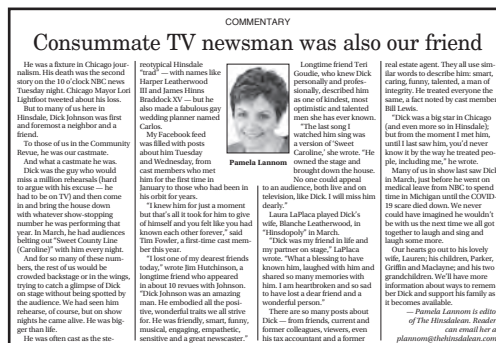 COMMENTARY
Consummate TV newsman was also our friend
He was a fixture in Chicago jour-
nalism. His death was the second
story on the 10 o'clock NBC news
Tuesday night. Chicago Mayor Lori
Lightfoot tweeted about his loss.
But to many of us here in
Hinsdale, Dick Johnson was first
and foremost a neighbor and a
friend.
To those of us in the Community
Revue, he was our castmate.
And what a castmate he was.
Dick was the guy who would
miss a million rehearsals (hard
to argue with his excuse — he
had to be on TV) and then come
in and bring the house down
with whatever show-stopping
number he was performing that
year. In March, he had audiences
belting out "Sweet County Line
(Caroline)" with him every night.
And for so many of these num-
bers, the rest of us would be
crowded backstage or in the wings,
trying to catch a glimpse of Dick
on stage without being spotted by
the audience. We had seen him
rehearse, of course, but on show
nights he came alive. He was big-
ger than life.
He was often cast as the ste-
reotypical Hinsdale
"trad" — with names like
Harper Leatherwood
III and James Hinns
Braddock XV — but he
also made a fabulous gay
wedding planner named
Carlos.
My Facebook feed
was filled with posts
about him Tuesday
and Wednesday, from
cast members who met
him for the first time in
January to those who had been in
his orbit for years.
"I knew him for just a moment
but that's all it took for him to give
of himself and you felt like you had
known each other forever," said
Tim Fowler, a first-time cast mem-
ber this year.
"I lost one of my dearest friends
today," wrote Jim Hutchinson, a
longtime friend who appeared
in about 10 revues with Johnson.
"Dick Johnson was an amazing
man. He embodied all the posi-
tive, wonderful traits we all strive
for. He was friendly, smart, funny,
musical, engaging, empathetic,
sensitive and a great newscaster."
Pamela Lannom
Longtime friend Teri
Goudie, who knew Dick
personally and profes-
sionally, described him
as one of kindest, most
optimistic and talented
men she has ever known.
"The last song I
watched him sing was
a version of 'Sweet
Caroline,' she wrote. "He
owned the stage and
brought down the house.
No one could appeal
to an audience, both live and on
television, like Dick. I will miss him
dearly."
Laura LaPlaca played Dick's
wife, Blanche Leatherwood, in
"Hinsdopoly" in March.
"Dick was my friend in life and
my partner on stage," LaPlaca
wrote. "What a blessing to have
known him, laughed with him and
shared so many memories with
him. I am heartbroken and so sad
to have lost a dear friend and a
wonderful person."
There are so many posts about
Dick — from friends, current and
former colleagues, viewers, even
his tax accountant and a former
real estate agent. They all use sim-
ilar words to describe him: smart,
caring, funny, talented, a man of
integrity. He treated everyone the
same, a fact noted by cast member
Bill Lewis.
"Dick was a big star in Chicago
(and even more so in Hinsdale);
but from the moment I met him,
until I last saw him, you'd never
know it by the way he treated peo-
ple, including me," he wrote.
Many of us in show last saw Dick
in March, just before he went on
medical leave from NBC to spend
time in Michigan until the COVID-
19 scare died down. We never
could have imagined he wouldn't
be with us the next time we all got
together to laugh and sing and
laugh some more.
Our hearts go out to his lovely
wife, Lauren; his children, Parker,
Griffin and Maclayne; and his two
grandchildren. We'll have more
information about ways to remem-
ber Dick and support his family as
it becomes available.
— Pamela Lannom is edito
of The Hinsdalean. Reader
can email her a
plannom@thehinsdalean.com